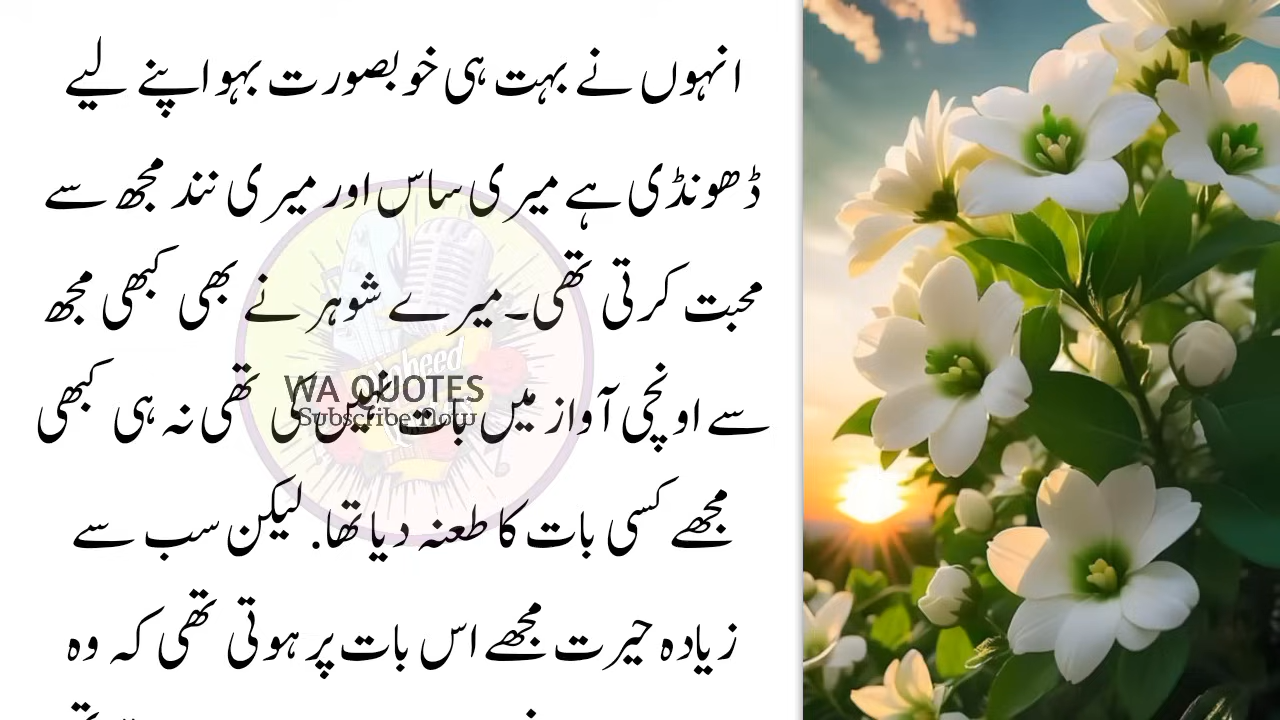 انہوں نے بہت ہی خوبصورت بہو اپنے لیے
ڈھونڈی ہے میری ساس اور میری نند مجھ سے
محبت کرتی تھی۔ میرے شوہر نے بھی کبھی مجھ
سے اونچی آواز میں بات نہیں کی تھی نہ ہی کبھی
WA QUOTES
Subscribe Now
مجھے کسی بات کا طعنہ دیا تھا. لیکن سب سے
زیادہ حیرت مجھے اس بات پر ہوتی تھی کہ وہ